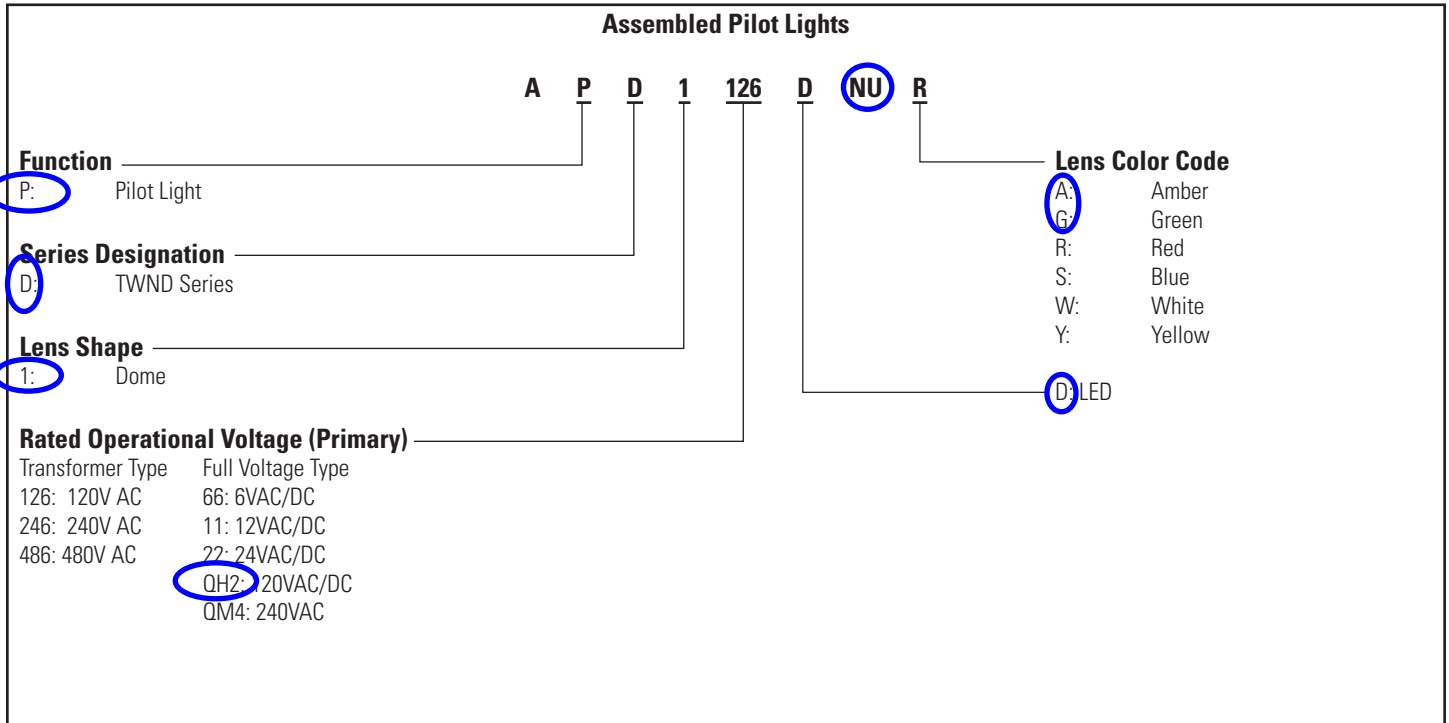 Assembled Pilot Lights
A P D 1 126 D NU R
Function
P: Pilot Light
Series Designation
D: TWND Series
Lens Shape
1: Dome
Rated Operational Voltage (Primary)
Transformer Type Full Voltage Type
126: 120V AC 66: 6VAC/DC
246: 240V AC 11: 12VAC/DC
486: 480V AC 22: 24VAC/DC
QH2: 120VAC/DC
QM4: 240VAC
Lens Color Code
A: Amber
G: Green
R: Red
S: Blue
W: White
Y: Yellow
D: LED